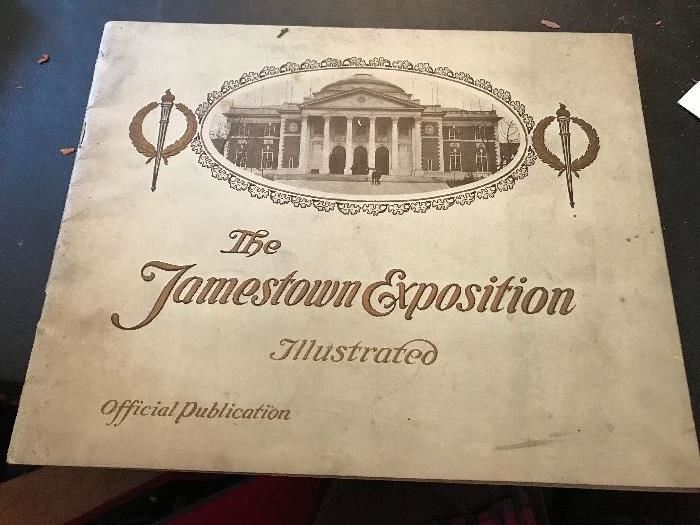 The
Jamestown Exposition
Illustrated
Official Publication